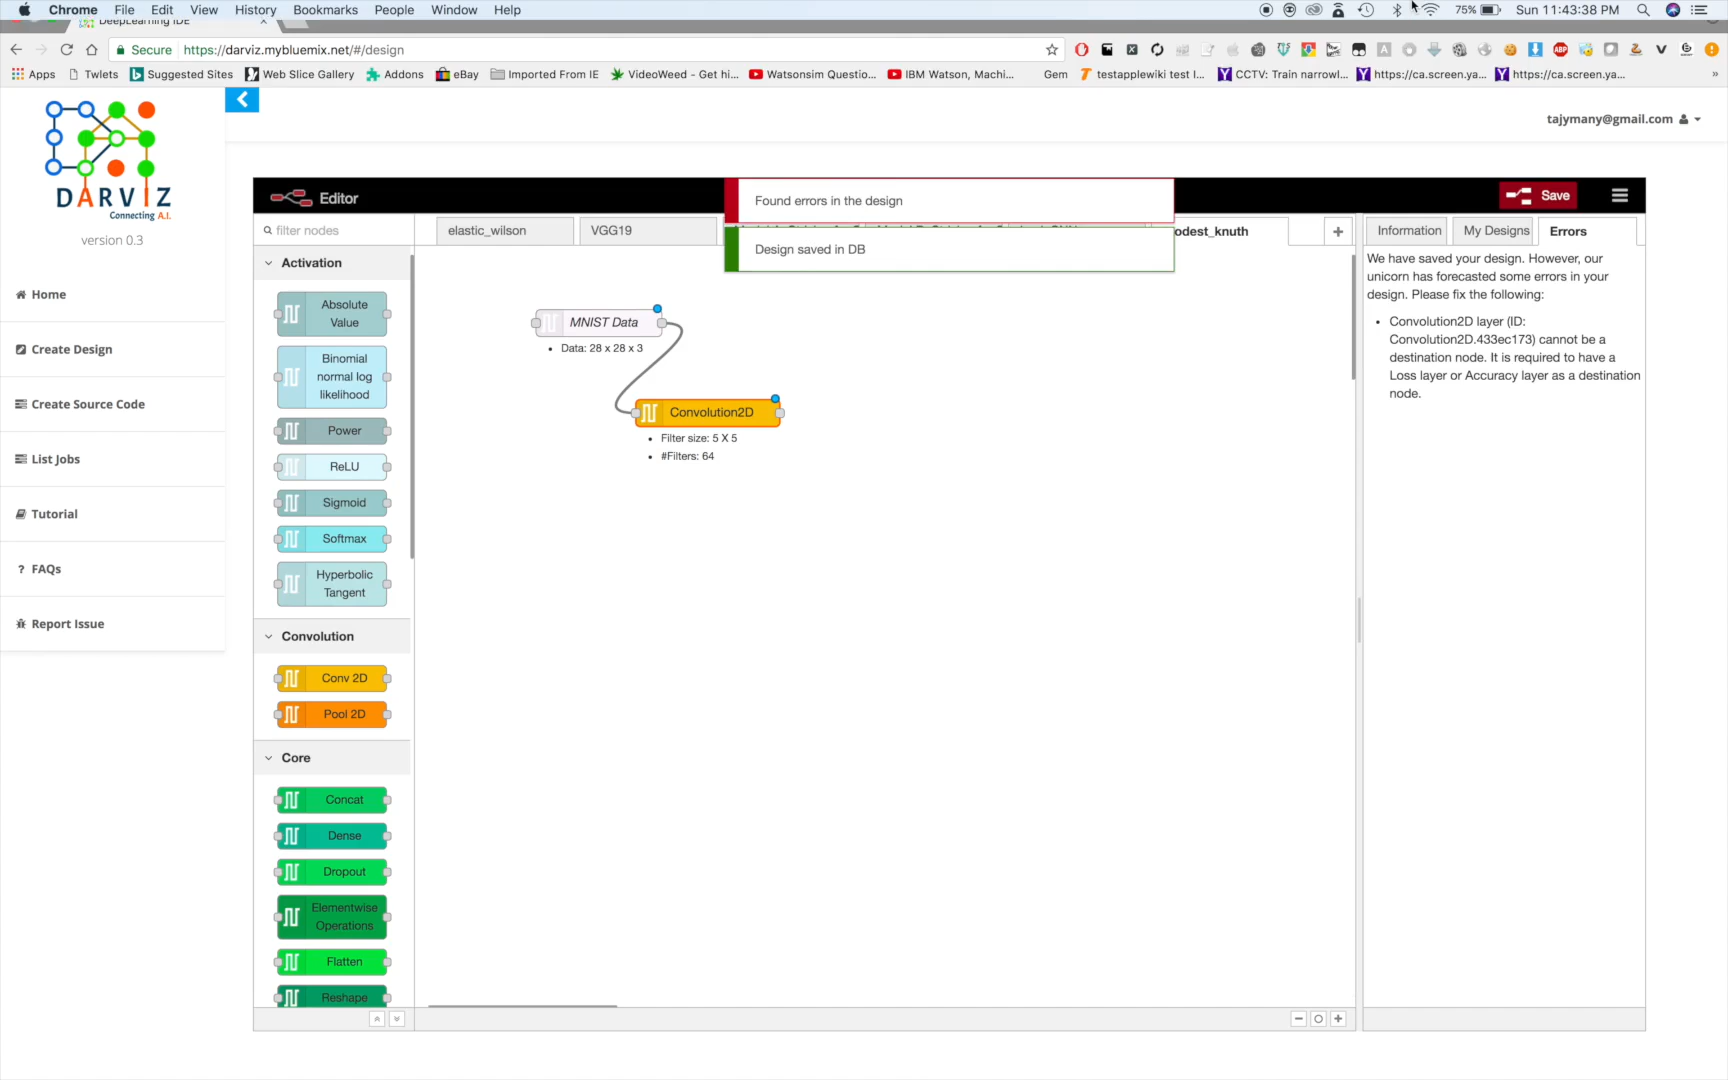 Chrome File Edit View History Bookmarks People Window Help
75% Sun 11:43:38 PM
DeepLearning IDE
Secure https://darviz.mybluemix.net/#/design
Apps Twlets Suggested Sites Web Slice Gallery Addons eBay Imported From IE VideoWeed - Get hi... Watsonsim Questio... IBM Watson, Machi... Gem testapplewiki test I... CCTV: Train narrowl... https://ca.screen.ya... https://ca.screen.ya... »
DARVIZ
Connecting A.I.
version 0.3
Home
Create Design
Create Source Code
List Jobs
Tutorial
? FAQs
Report Issue
tajymany@gmail.com
Editor
Save
Found errors in the design
Design saved in DB
filter nodes
elastic_wilson
VGG19
odest_knuth
+
Activation
Absolute
Value
Binomial
normal log
likelihood
Power
ReLU
Sigmoid
Softmax
Hyperbolic
Tangent
Convolution
Conv 2D
Pool 2D
Core
Concat
Dense
Dropout
Elementwise
Operations
Flatten
Reshape
MNIST Data
• Data: 28 x 28 x 3
Convolution2D
• Filter size: 5 X 5
• #Filters: 64
Information My Designs Errors
We have saved your design. However, our
unicorn has forecasted some errors in your
design. Please fix the following:
• Convolution2D layer (ID:
Convolution2D.433ec173) cannot be a
destination node. It is required to have a
Loss layer or Accuracy layer as a destination
node.